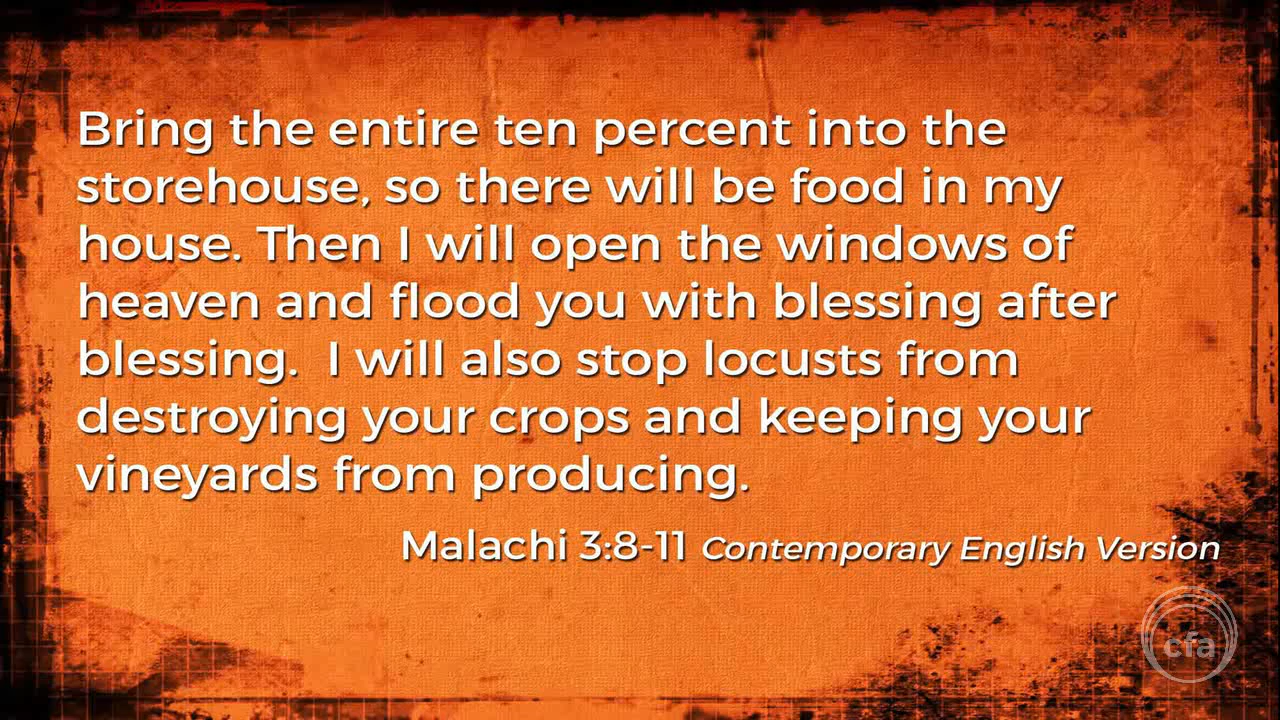 Bring the entire ten percent into the
storehouse, so there will be food in my
house. Then I will open the windows of
heaven and flood you with blessing after
blessing.  I will also stop locusts from
destroying your crops and keeping your
vineyards from producing.
Malachi 3:8-11 Contemporary English Version
cfa